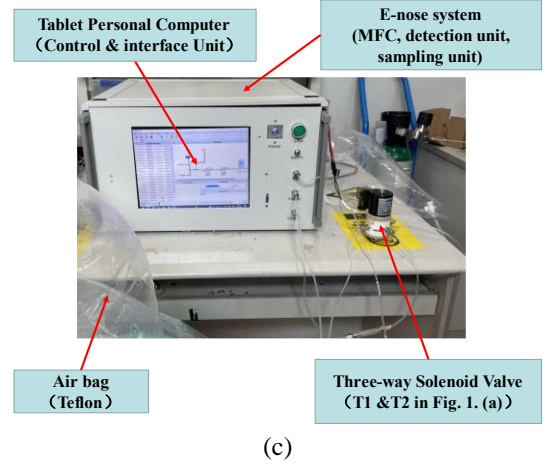 Tablet Personal Computer
（Control & interface Unit）
E-nose system
(MFC, detection unit,
sampling unit)
Air bag
（Teflon）
Three-way Solenoid Valve
（T1 &T2 in Fig. 1. (a)）
(c)